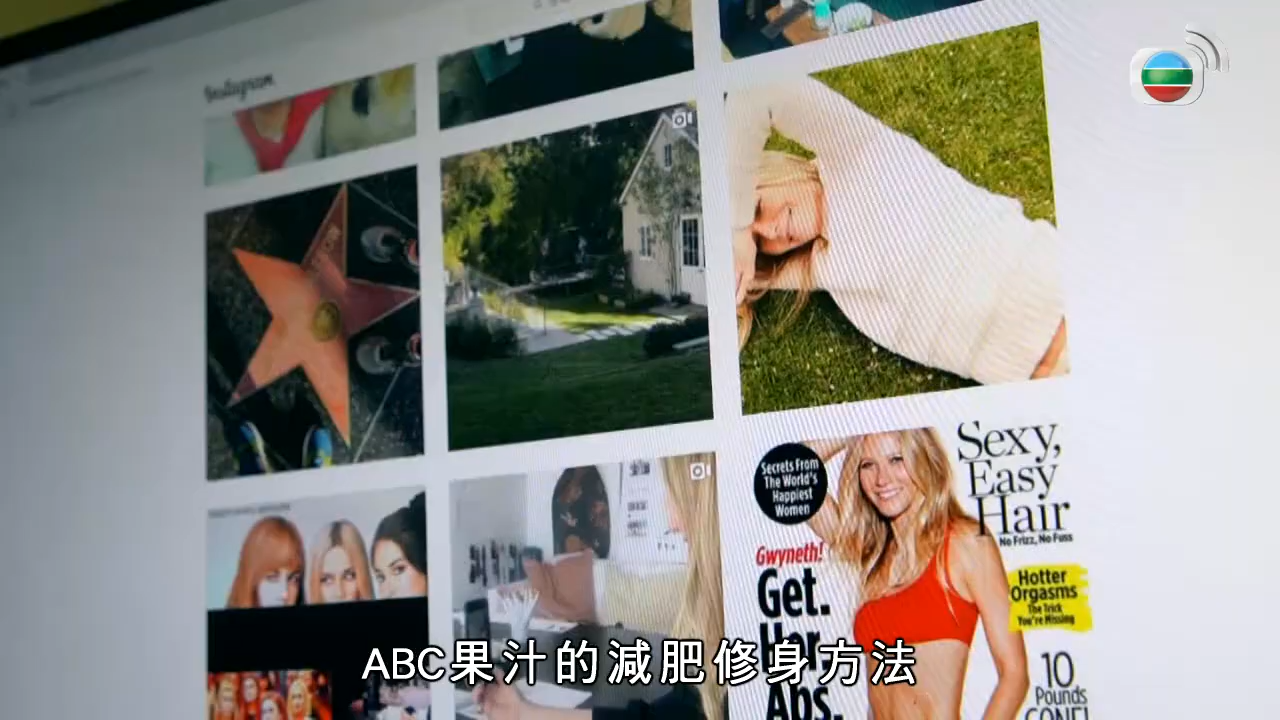 Instagram
Secrets From
The World's
Happiest
Women
Sexy,
Easy
Hair
No Frizz, No Fuss
Gwyneth!
Get.
Her.
Abs.
Hotter
Orgasms
The Trick
You're Missing
10
Pounds
GONE!
ABC果汁的減肥修身方法